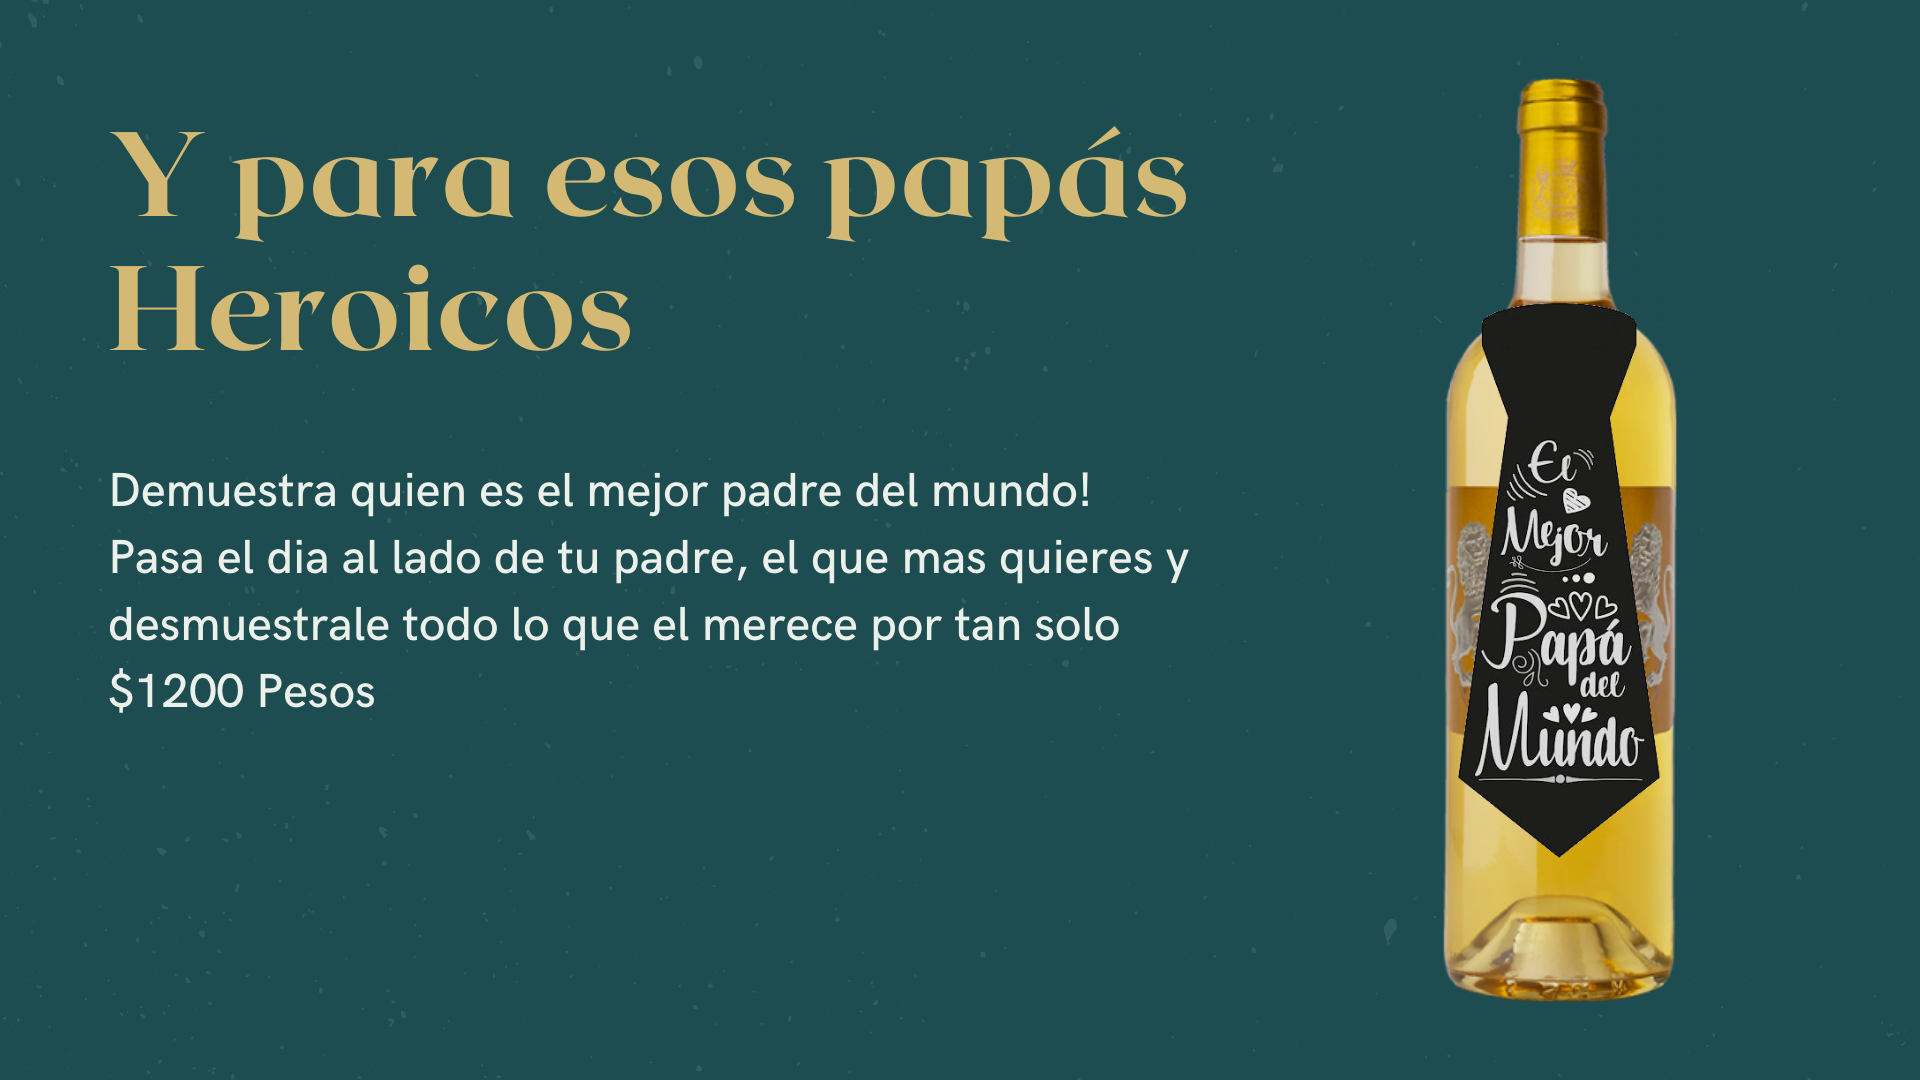 Y para esos papás
Heroicos
Demuestra quien es el mejor padre del mundo!
Pasa el dia al lado de tu padre, el que mas quieres y
desmuestrale todo lo que el merece por tan solo
$1200 Pesos
El
Mejor
Papá
del
Mundo